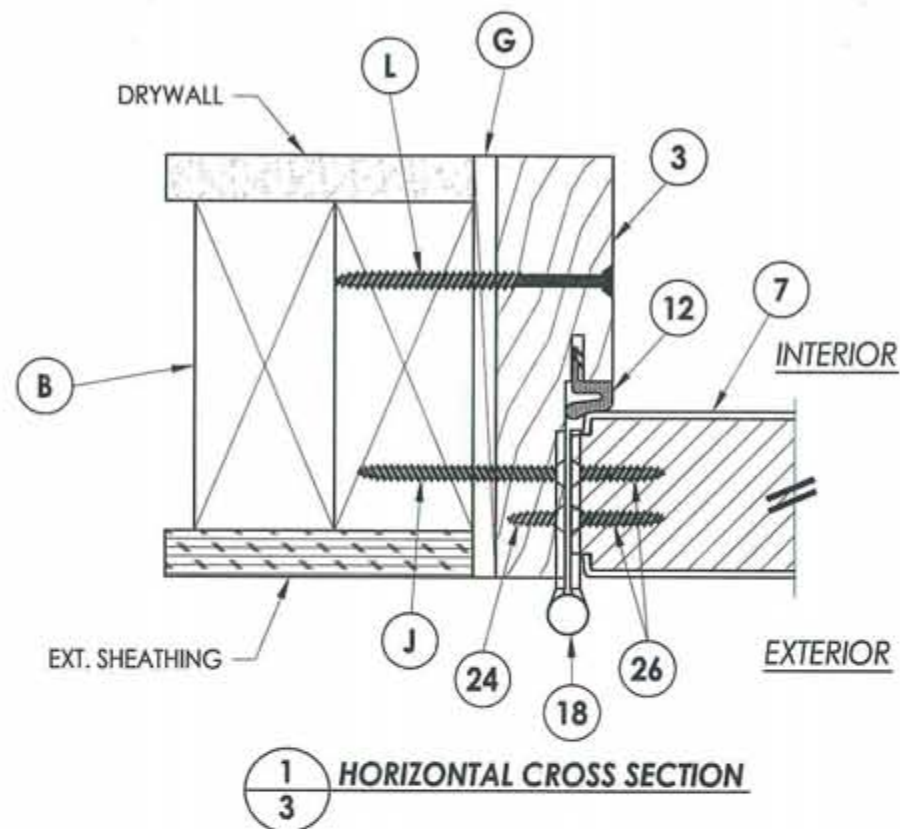 G
L
DRYWALL
3
12
7
INTERIOR
B
J
24
26
18
EXT. SHEATHING
EXTERIOR
1
3
HORIZONTAL CROSS SECTION